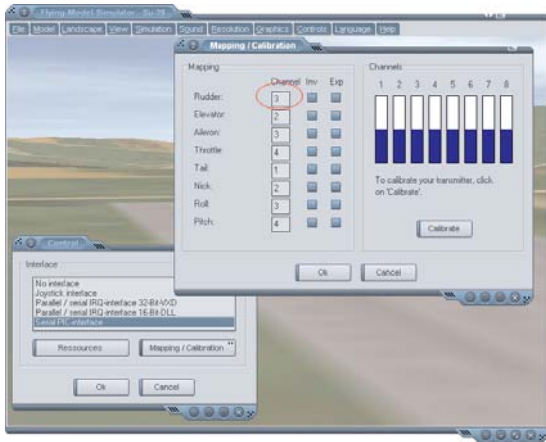 Flying-Model-Simulator - Su 26
File Model Landscape View Simulation Sound Resolution Graphics Controls Language Help
Mapping / Calibration
Mapping
Channel Inv Exp
Rudder: 3
Elevator: 2
Aileron: 3
Throttle 4
Tail: 1
Nick: 2
Roll: 3
Pitch: 4
Channels
1 2 3 4 5 6 7 8
To calibrate your transmitter, click
on 'Calibrate'.
Calibrate
Ok Cancel
Control
Interface
No interface
Joystick interface
Parallel / serial IRQ-interface 32-Bit-VXD
Parallel / serial IRQ-interface 16-Bit-DLL
Serial PIC-interface
Ressources Mapping / Calibration
Ok Cancel